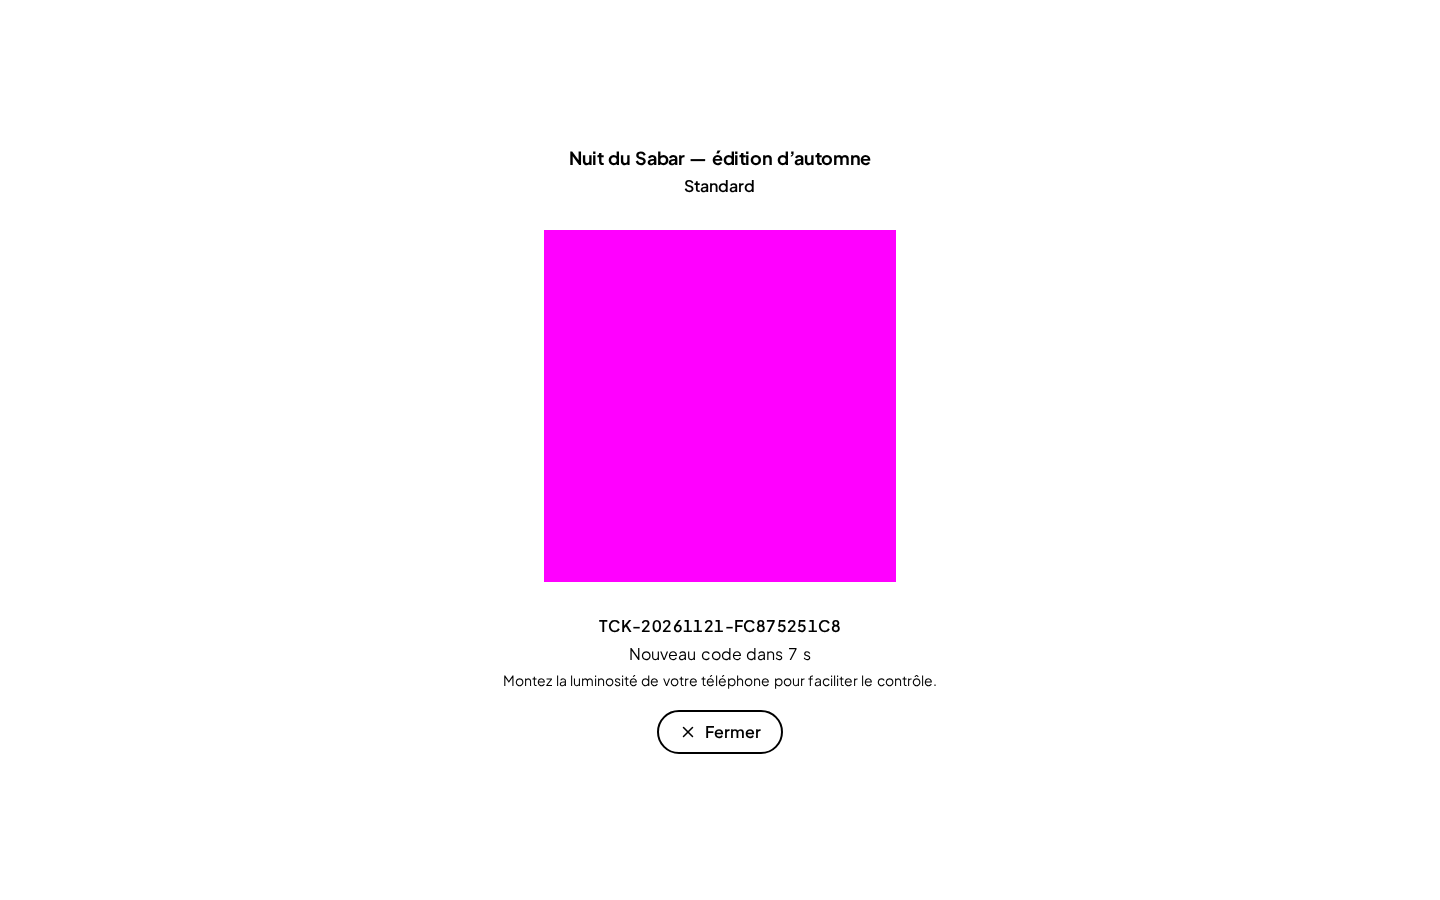 Nuit du Sabar — édition d’automne
Standard
TCK-20261121-FC875251C8
Nouveau code dans 7 s
Montez la luminosité de votre téléphone pour faciliter le contrôle.
Fermer